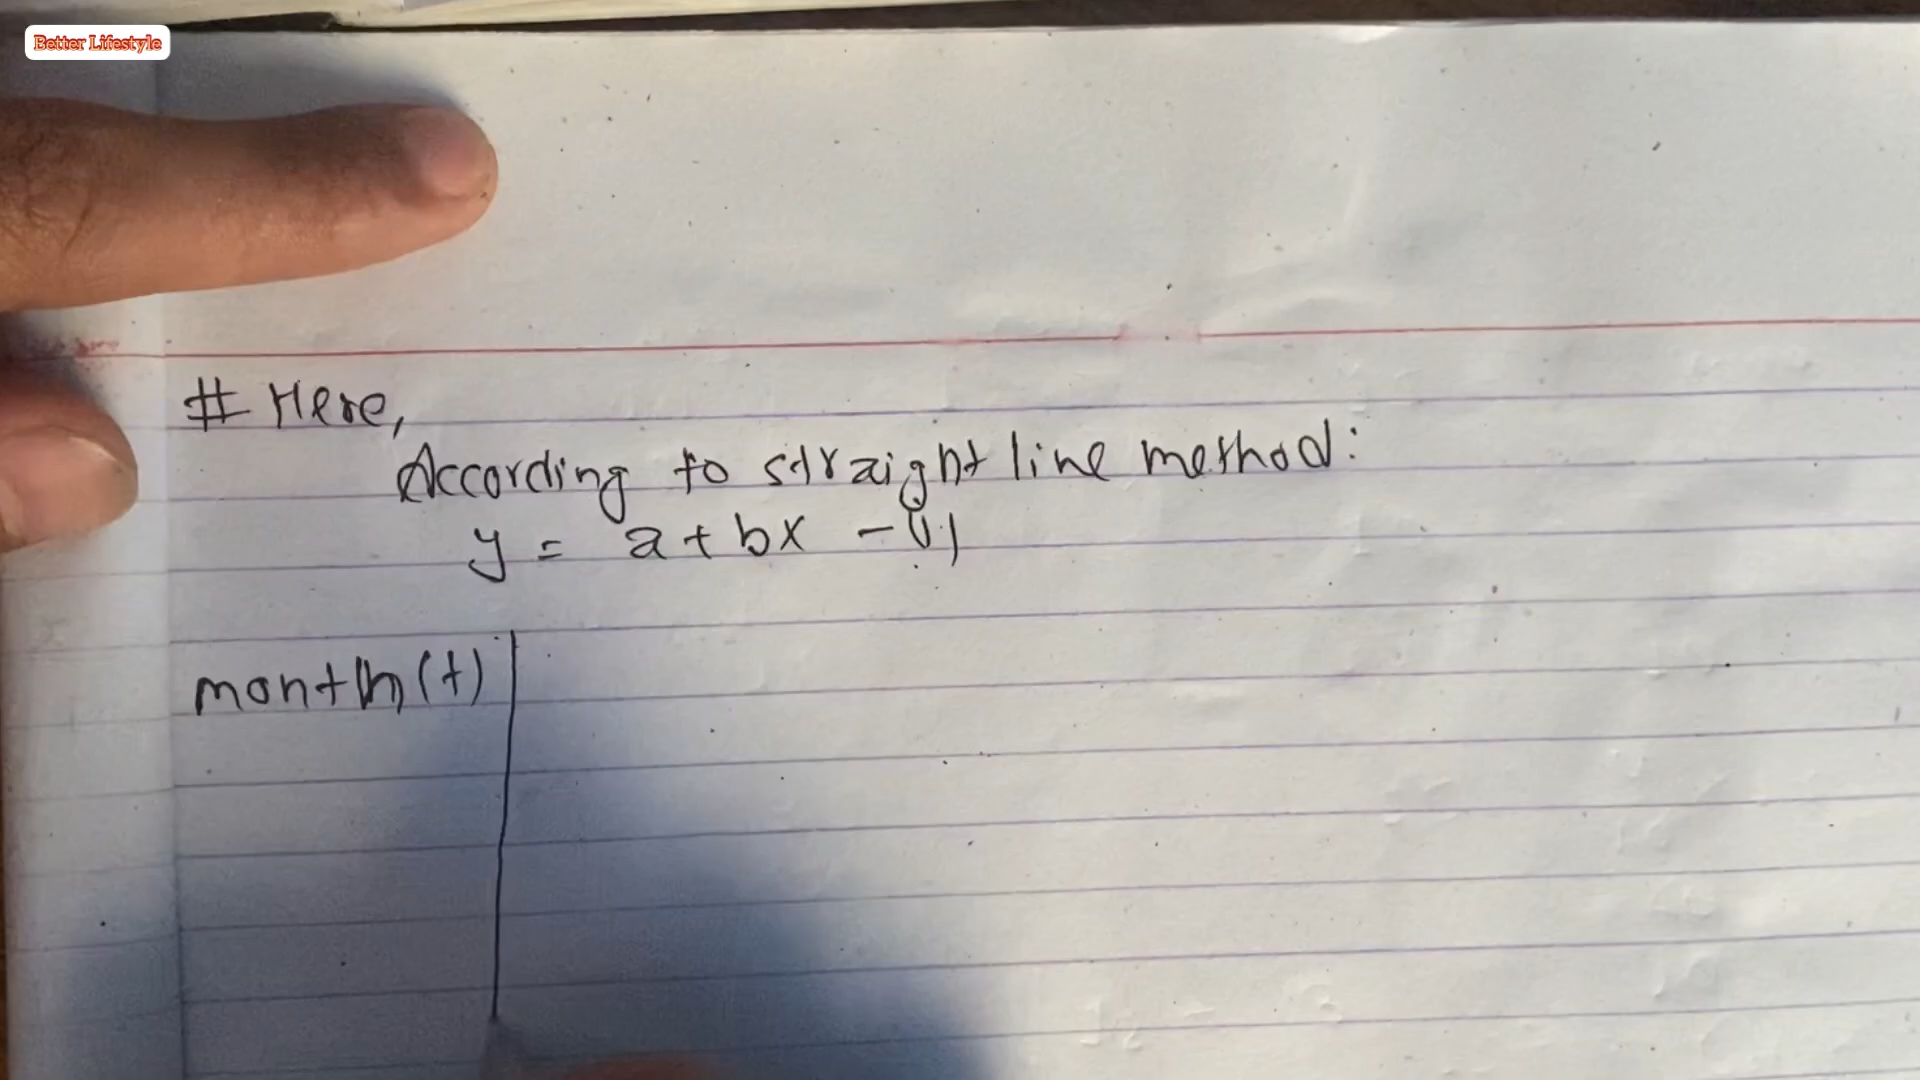 Better Lifestyle
# Here,
According to straight line method:
y = a + bx - (i)
month (t)